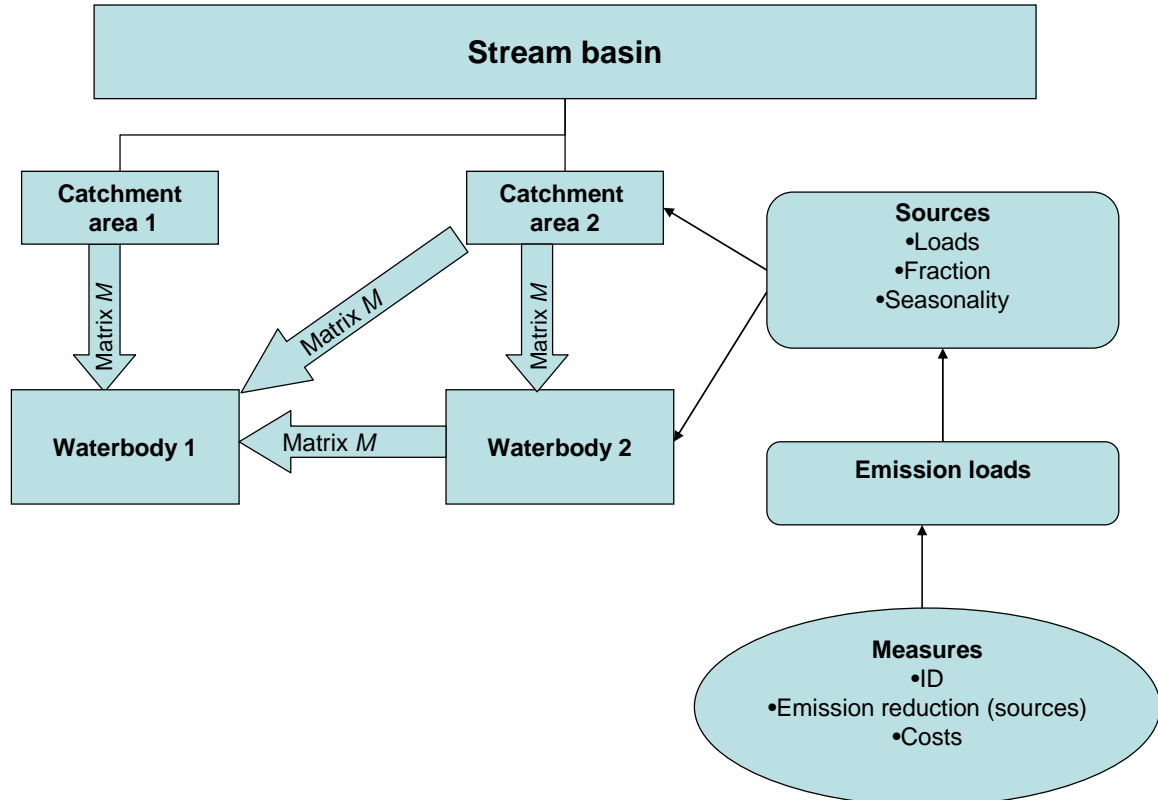 Stream basin
Catchment
area 1
Catchment
area 2
Sources
•Loads
•Fraction
•Seasonality
Matrix M
Matrix M
Matrix M
Waterbody 1
Matrix M
Waterbody 2
Emission loads
Measures
•ID
•Emission reduction (sources)
•Costs